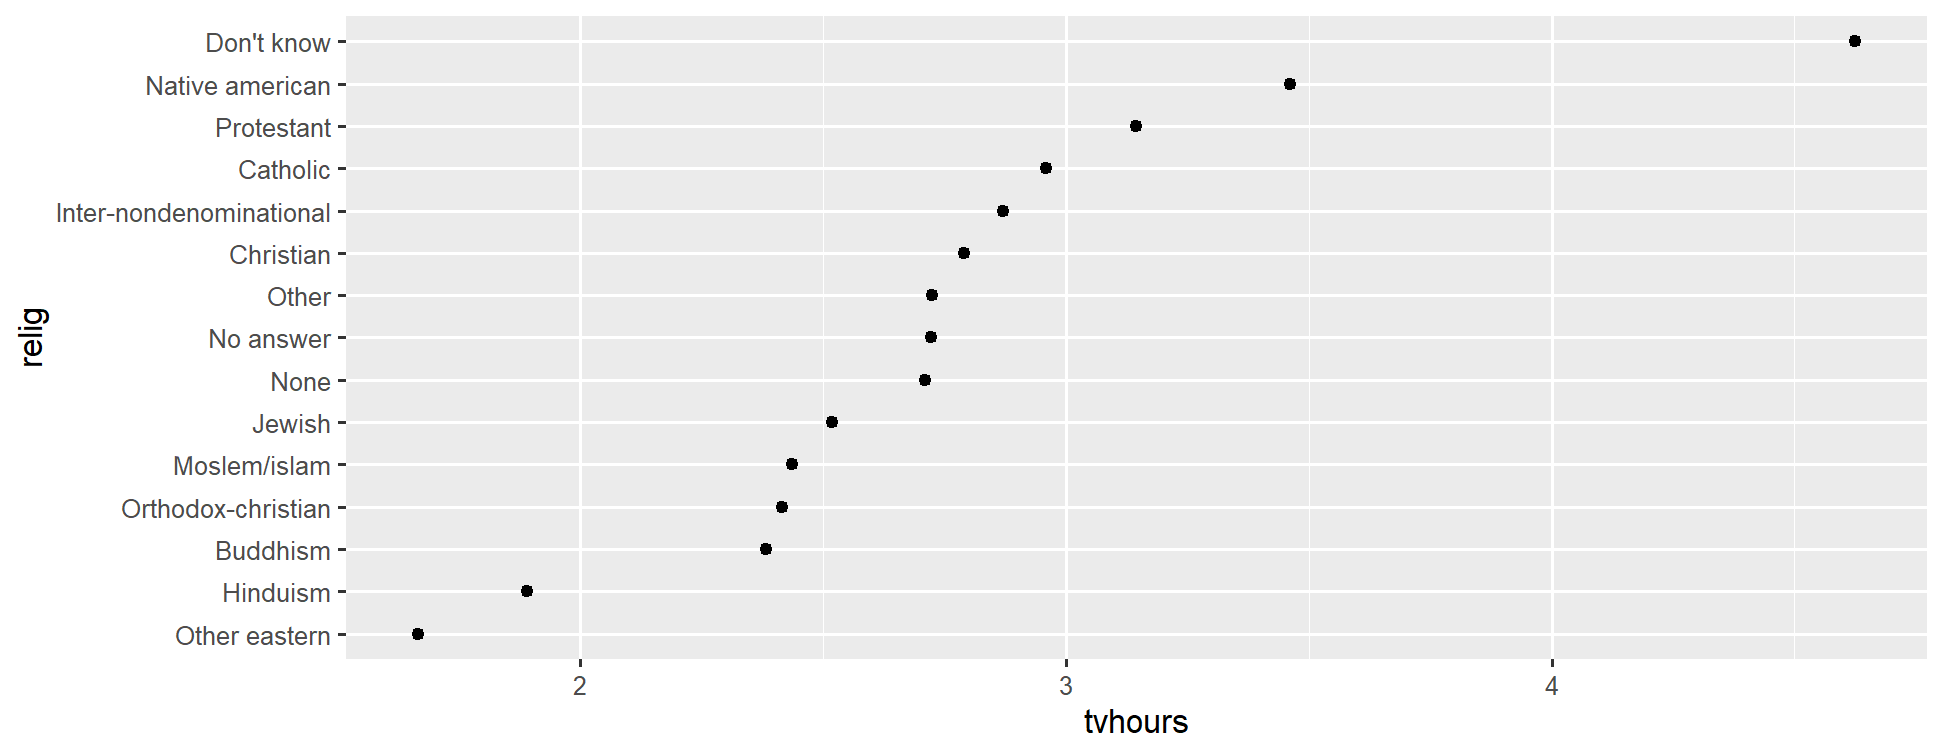 Don't know
Native american
Protestant
Catholic
Inter-nondenominational
Christian
Other
No answer
None
Jewish
Moslem/islam
Orthodox-christian
Buddhism
Hinduism
Other eastern
relig
2 3 4
tvhours